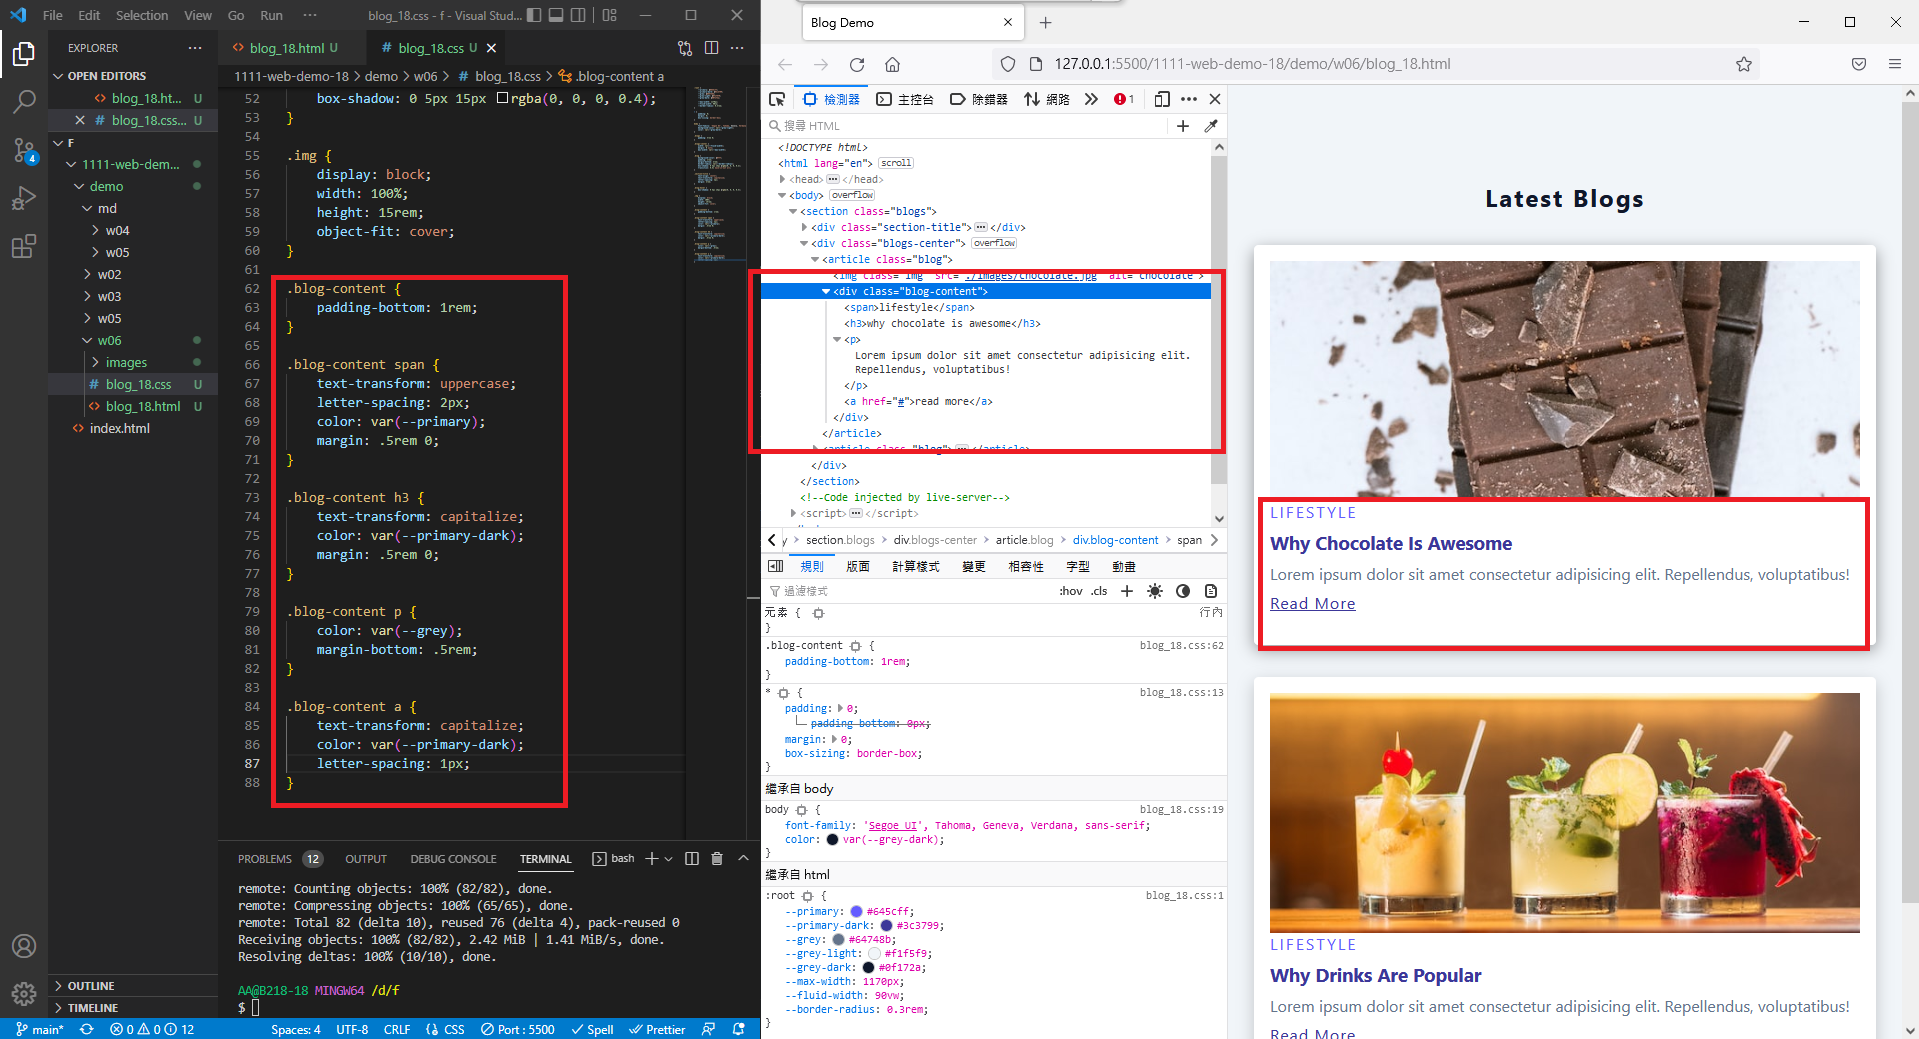 File Edit Selection View Go Run ··· blog_18.css - f - Visual Stud...
EXPLORER ···
OPEN EDITORS
<> blog_18.ht... U
# blog_18.css... U
F
1111-web-dem...
demo
md
w04
w05
w02
w03
w05
w06
images
# blog_18.css U
<> blog_18.html U
<> index.html
OUTLINE
TIMELINE
<> blog_18.html U
# blog_18.css U ×
1111-web-demo-18 > demo > w06 > # blog_18.css > .blog-content a
52 box-shadow: 0 5px 15px rgba(0, 0, 0, 0.4);
53 }
54
55 .img {
56 display: block;
57 width: 100%;
58 height: 15rem;
59 object-fit: cover;
60 }
61
62 .blog-content {
63 padding-bottom: 1rem;
64 }
65
66 .blog-content span {
67 text-transform: uppercase;
68 letter-spacing: 2px;
69 color: var(--primary);
70 margin: .5rem 0;
71 }
72
73 .blog-content h3 {
74 text-transform: capitalize;
75 color: var(--primary-dark);
76 margin: .5rem 0;
77 }
78
79 .blog-content p {
80 color: var(--grey);
81 margin-bottom: .5rem;
82 }
83
84 .blog-content a {
85 text-transform: capitalize;
86 color: var(--primary-dark);
87 letter-spacing: 1px;
88 }
PROBLEMS 12 OUTPUT DEBUG CONSOLE TERMINAL bash
remote: Counting objects: 100% (82/82), done.
remote: Compressing objects: 100% (65/65), done.
remote: Total 82 (delta 10), reused 76 (delta 4), pack-reused 0
Receiving objects: 100% (82/82), 2.42 MiB | 1.41 MiB/s, done.
Resolving deltas: 100% (10/10), done.
AA@B218-18 MINGW64 /d/f
$
4
main* 0 0 12 Spaces: 4 UTF-8 CRLF {} CSS Port : 5500 Spell Prettier
Blog Demo
127.0.0.1:5500/1111-web-demo-18/demo/w06/blog_18.html
檢測器 主控台 除錯器 網路 1
搜尋 HTML
<!DOCTYPE html>
<html lang="en"> scroll
<head> ··· </head>
<body> overflow
<section class="blogs">
<div class="section-title"> ··· </div>
<div class="blogs-center"> overflow
<article class="blog">
<img class="img" src="./images/chocolate.jpg" alt="chocolate">
<div class="blog-content">
<span>lifestyle</span>
<h3>why chocolate is awesome</h3>
<p>
Lorem ipsum dolor sit amet consectetur adipisicing elit.
Repellendus, voluptatibus!
</p>
<a href="#">read more</a>
</div>
</article>
<article class="blog"> ··· </article>
</div>
</section>
<!--Code injected by live-server-->
<script> ··· </script>
y > section.blogs > div.blogs-center > article.blog > div.blog-content > span
規則 版面 計算樣式 變更 相容性 字型 動畫
過濾樣式 :hov .cls
元素 { 行內
}
.blog-content { blog_18.css:62
padding-bottom: 1rem;
}
* { blog_18.css:13
padding: 0;
padding-bottom: 0px;
margin: 0;
box-sizing: border-box;
}
繼承自 body
body { blog_18.css:19
font-family: 'Segoe UI', Tahoma, Geneva, Verdana, sans-serif;
color: var(--grey-dark);
}
繼承自 html
:root { blog_18.css:1
--primary: #645cff;
--primary-dark: #3c3799;
--grey: #64748b;
--grey-light: #f1f5f9;
--grey-dark: #0f172a;
--max-width: 1170px;
--fluid-width: 90vw;
--border-radius: 0.3rem;
}
Latest Blogs
LIFESTYLE
Why Chocolate Is Awesome
Lorem ipsum dolor sit amet consectetur adipisicing elit. Repellendus, voluptatibus!
Read More
LIFESTYLE
Why Drinks Are Popular
Lorem ipsum dolor sit amet consectetur adipisicing elit. Repellendus, voluptatibus!
Read More